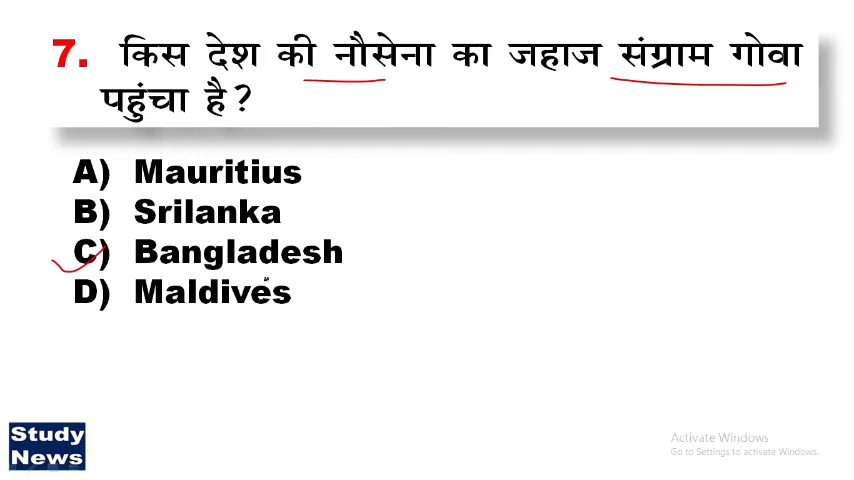 7. किस देश की नौसेना का जहाज संग्राम गोवा
पहुंचा है?
A) Mauritius
B) Srilanka
C) Bangladesh
D) Maldives
Study
News
Activate Windows
Go to Settings to activate Windows.